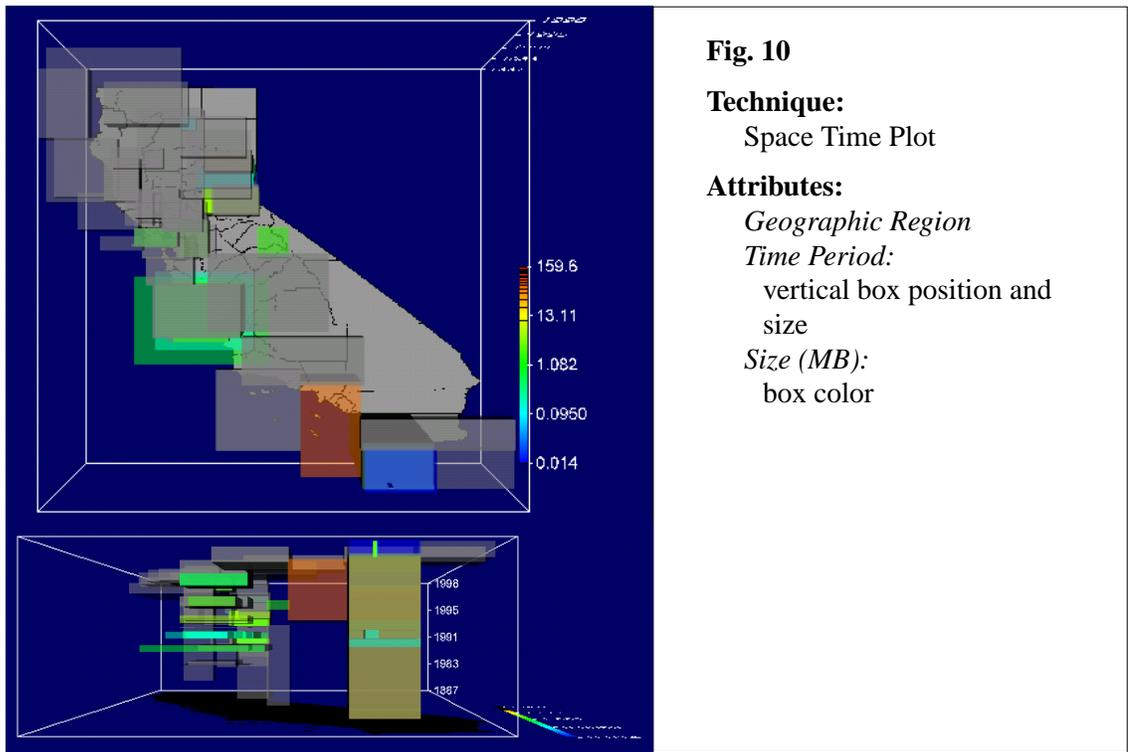 159.6
13.11
1.082
0.0950
0.014
1998
1995
1991
1983
1887
Fig. 10
Technique:
Space Time Plot
Attributes:
Geographic Region
Time Period:
vertical box position and
size
Size (MB):
box color